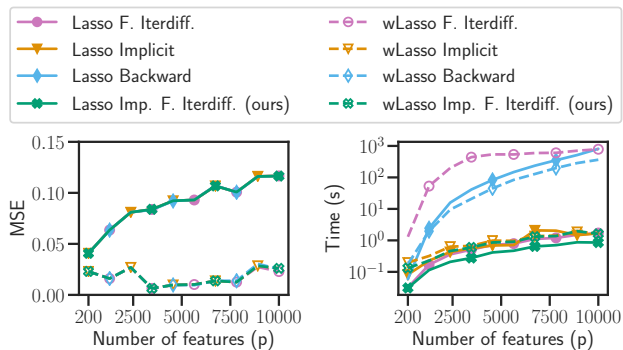 Lasso F. Iterdiff.
wLasso F. Iterdiff.
Lasso Implicit
wLasso Implicit
Lasso Backward
wLasso Backward
Lasso Imp. F. Iterdiff. (ours)
wLasso Imp. F. Iterdiff. (ours)
MSE
0.15
0.10
0.05
0.00
200
2500
5000
7500
10000
Number of features (p)
Time (s)
10³
10²
10¹
10⁰
10⁻¹
200
2500
5000
7500
10000
Number of features (p)